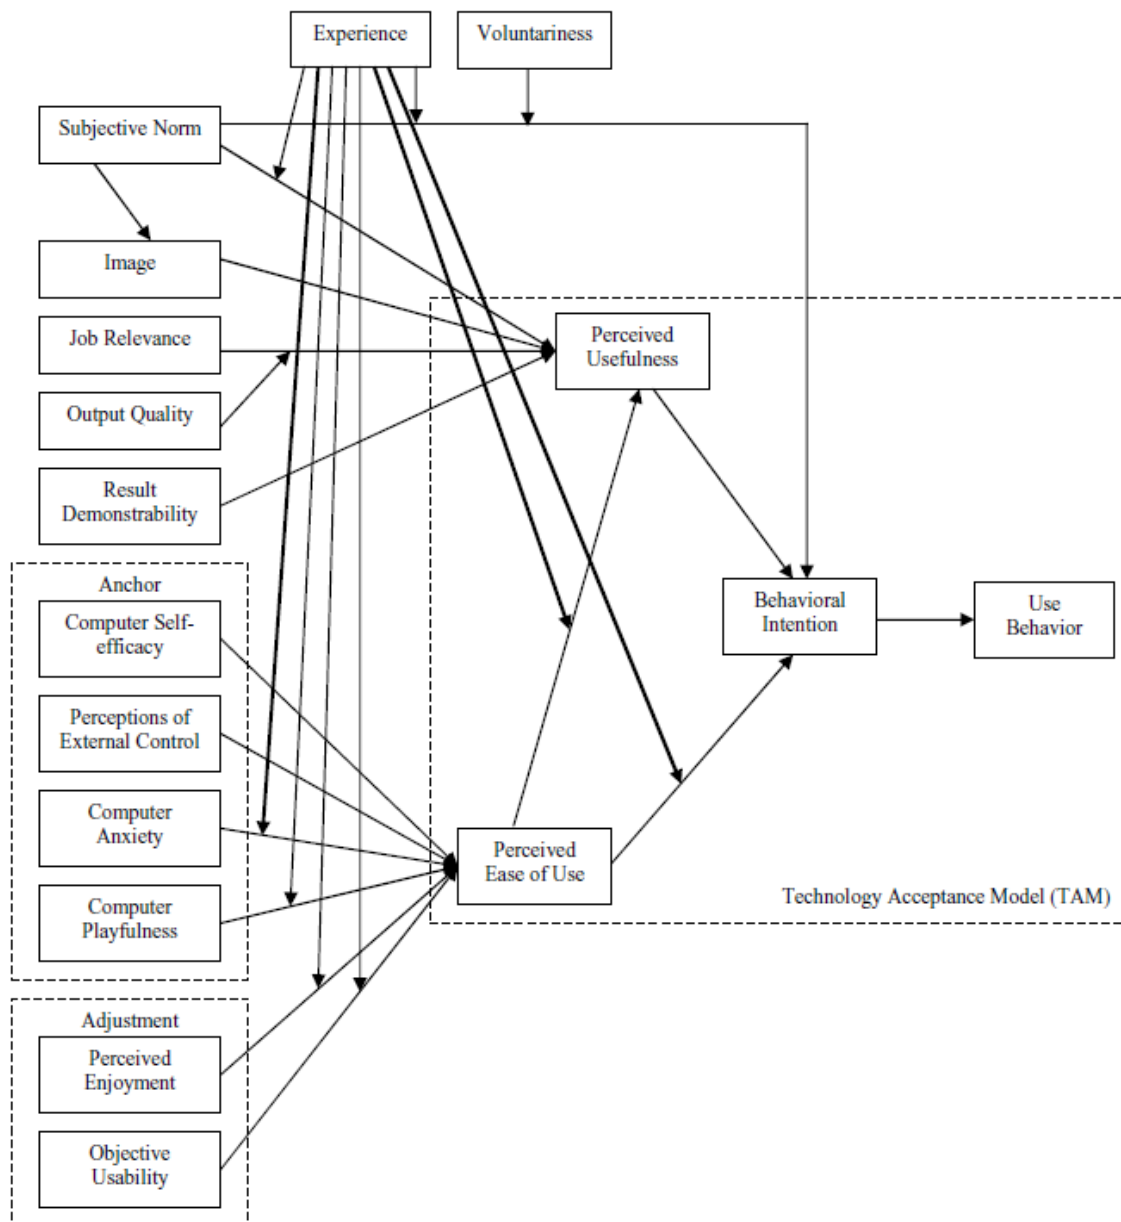 Experience
Voluntariness
Subjective Norm
Image
Job Relevance
Output Quality
Result
Demonstrability
Perceived
Usefulness
Behavioral
Intention
Use
Behavior
Anchor
Computer Self-
efficacy
Perceptions of
External Control
Computer
Anxiety
Computer
Playfulness
Perceived
Ease of Use
Technology Acceptance Model (TAM)
Adjustment
Perceived
Enjoyment
Objective
Usability